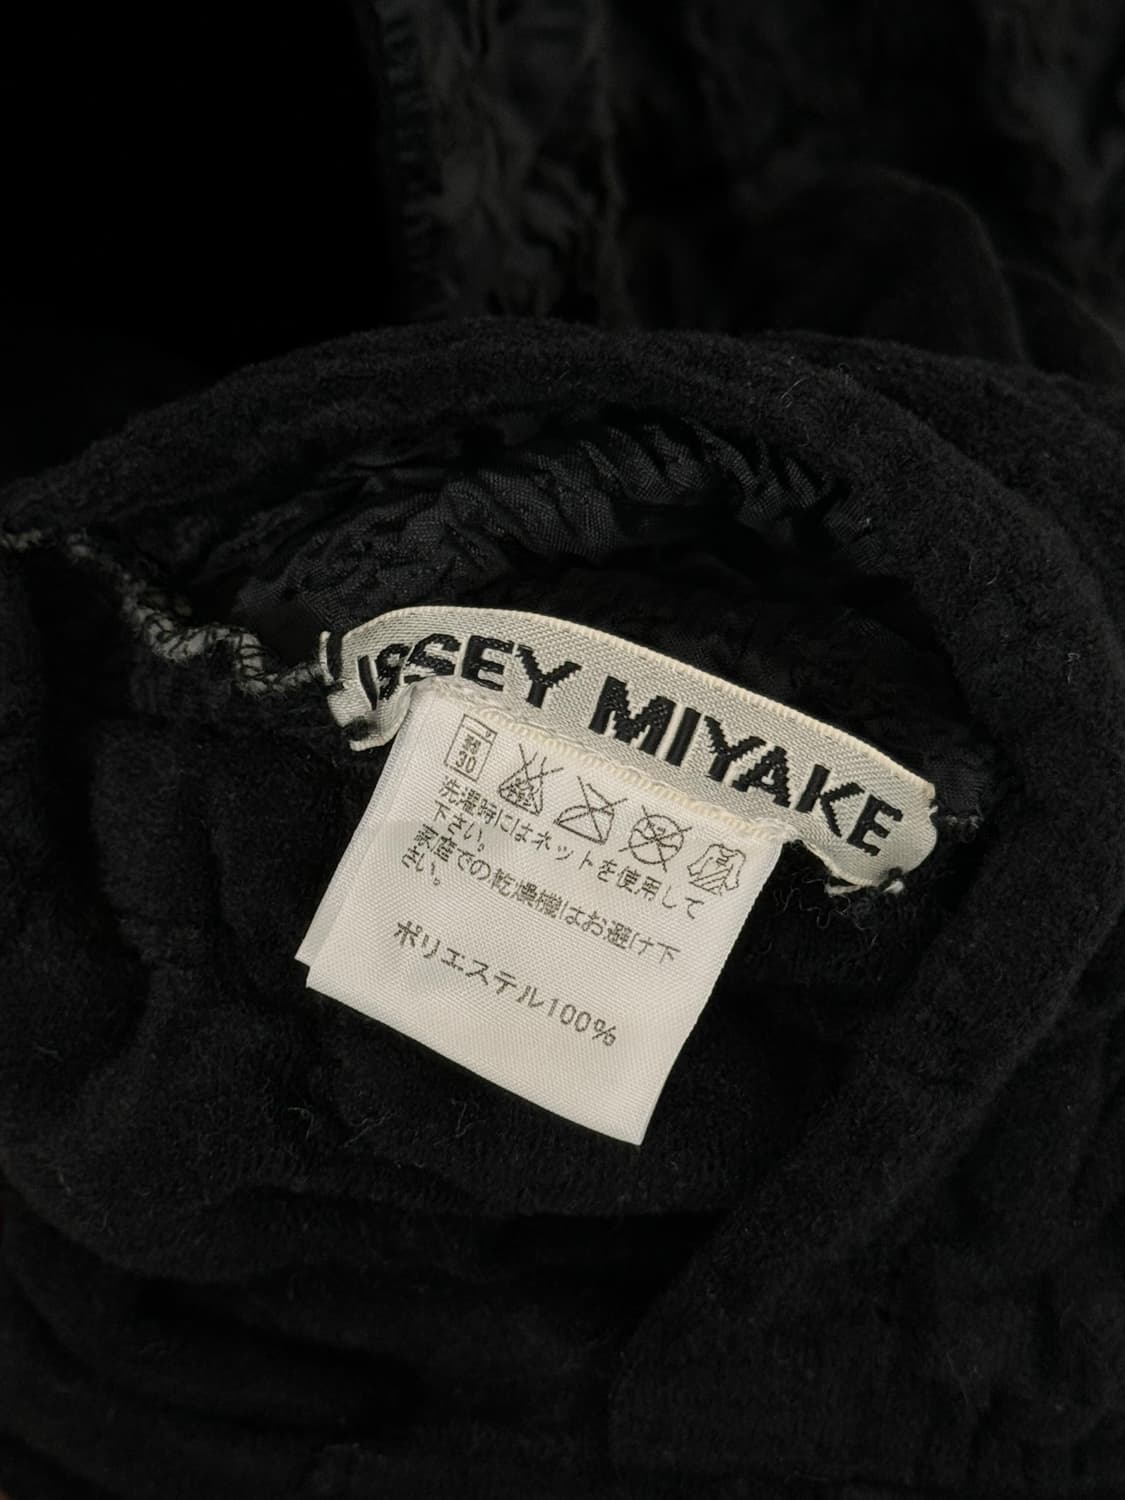 ISSEY MIYAKE
弱
30
洗濯時にはネットを使用して
下さい。
家庭での乾燥機はお避け下
さい。
ポリエステル100%